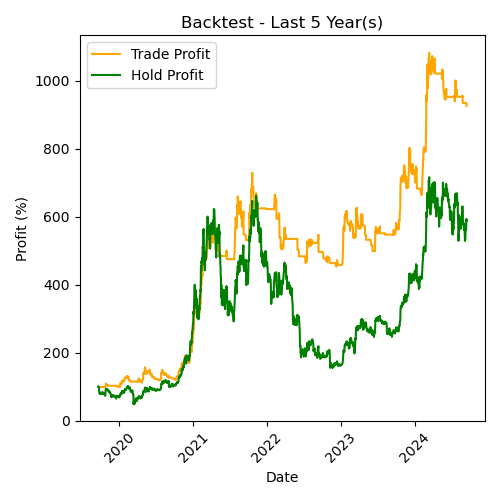 Backtest - Last 5 Year(s)
Trade Profit
Hold Profit
Profit (%)
1000
800
600
400
200
0
2020
2021
2022
2023
2024
Date